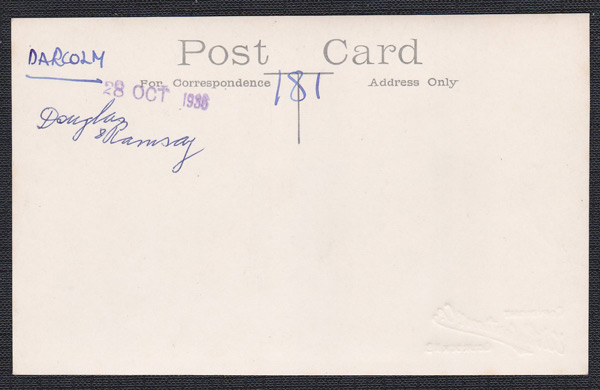 Post Card
DARCOLM
For Correspondence Address Only
28 OCT 1936
181
Douglas
& Ramsay